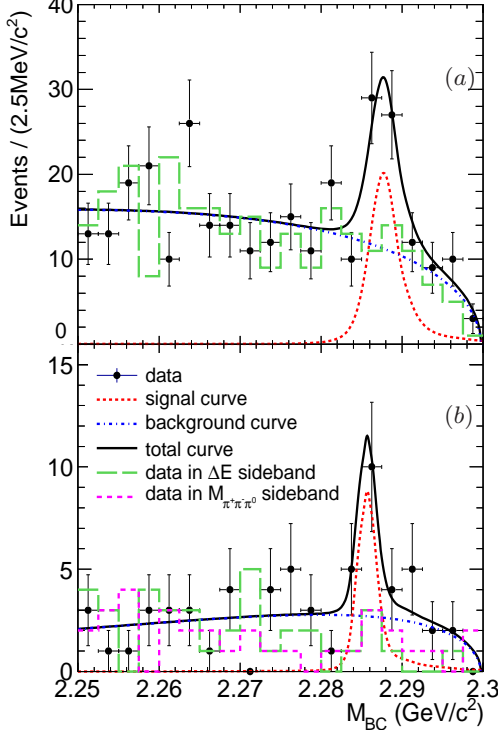 40
30
20
10
0
Events / (2.5MeV/c²)
(a)
15
10
5
0
(b)
data
signal curve
background curve
total curve
data in ΔE sideband
data in M_π⁺π⁻π⁰ sideband
2.25 2.26 2.27 2.28 2.29 2.3
M_BC (GeV/c²)